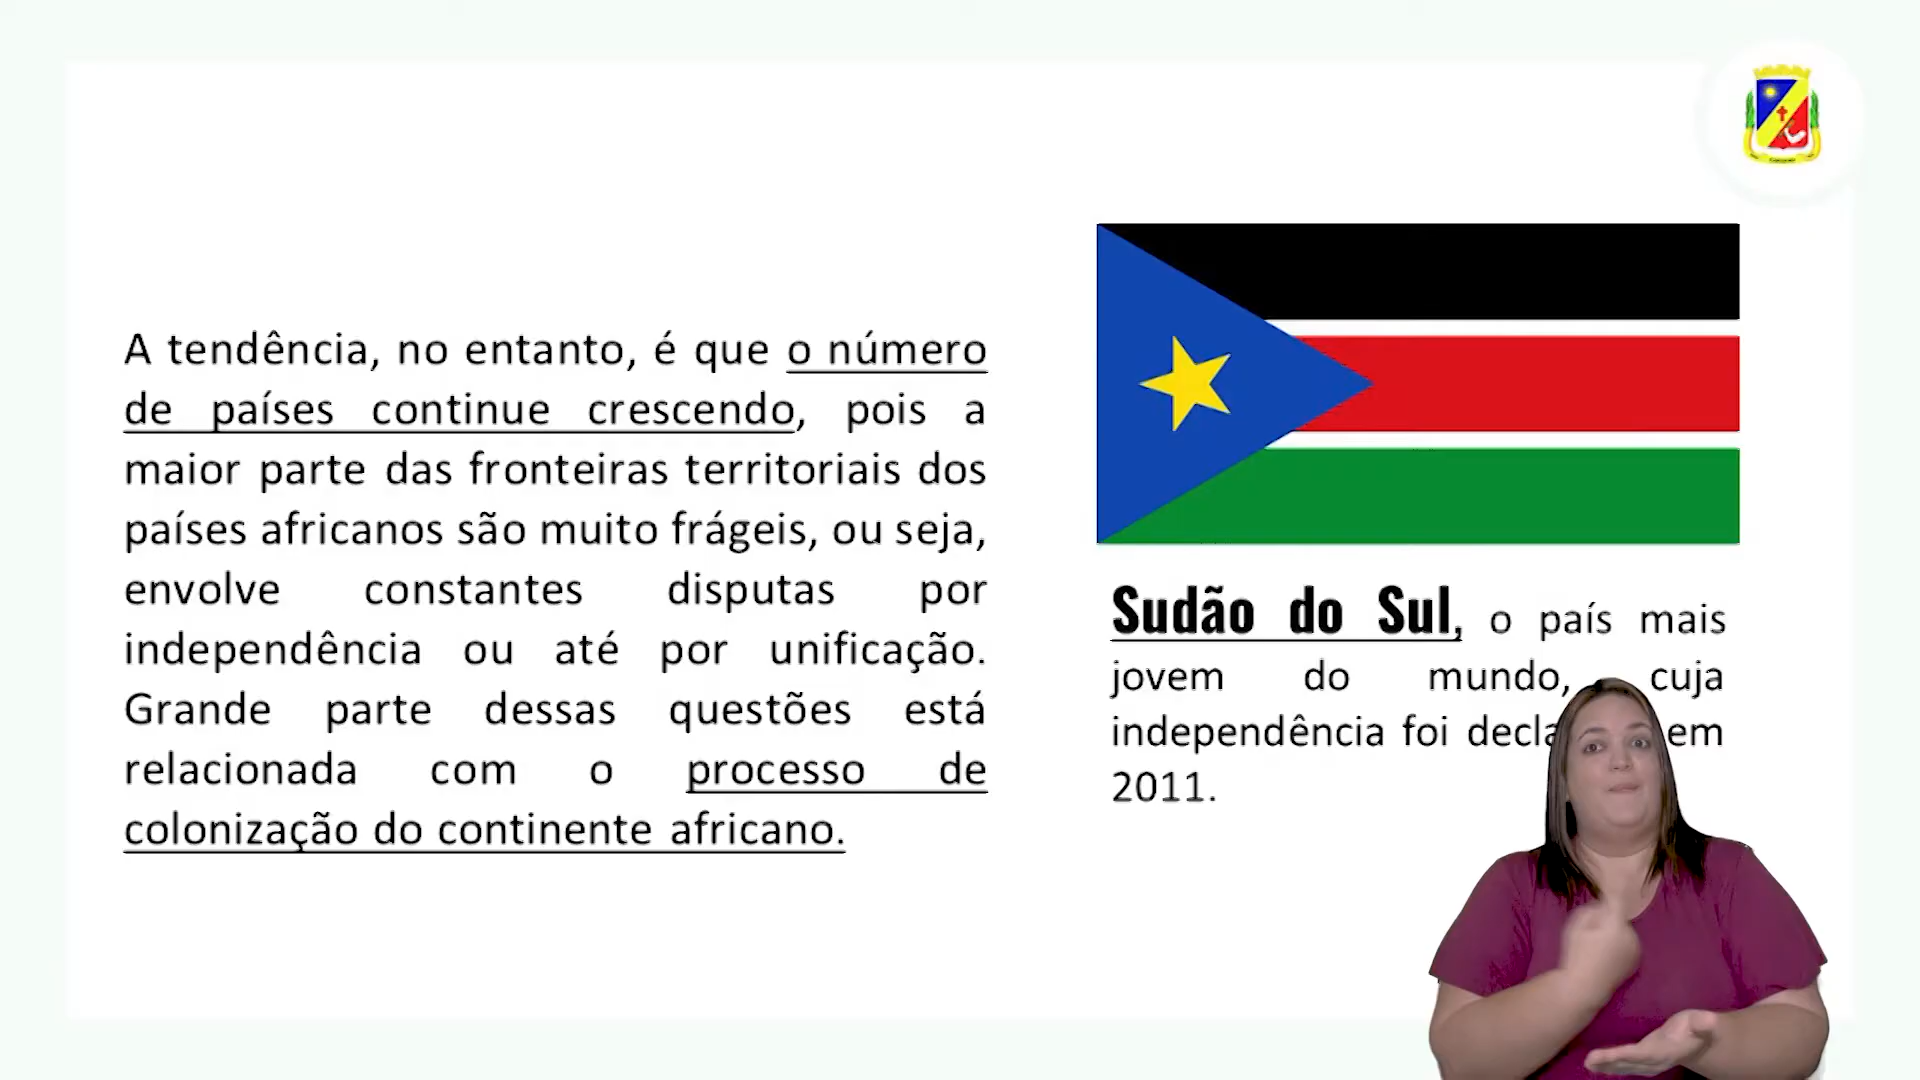 A tendência, no entanto, é que o número
de países continue crescendo, pois a
maior parte das fronteiras territoriais dos
países africanos são muito frágeis, ou seja,
envolve constantes disputas por
independência ou até por unificação.
Grande parte dessas questões está
relacionada com o processo de
colonização do continente africano.
Sudão do Sul, o país mais
jovem do mundo, cuja
independência foi em
2011.